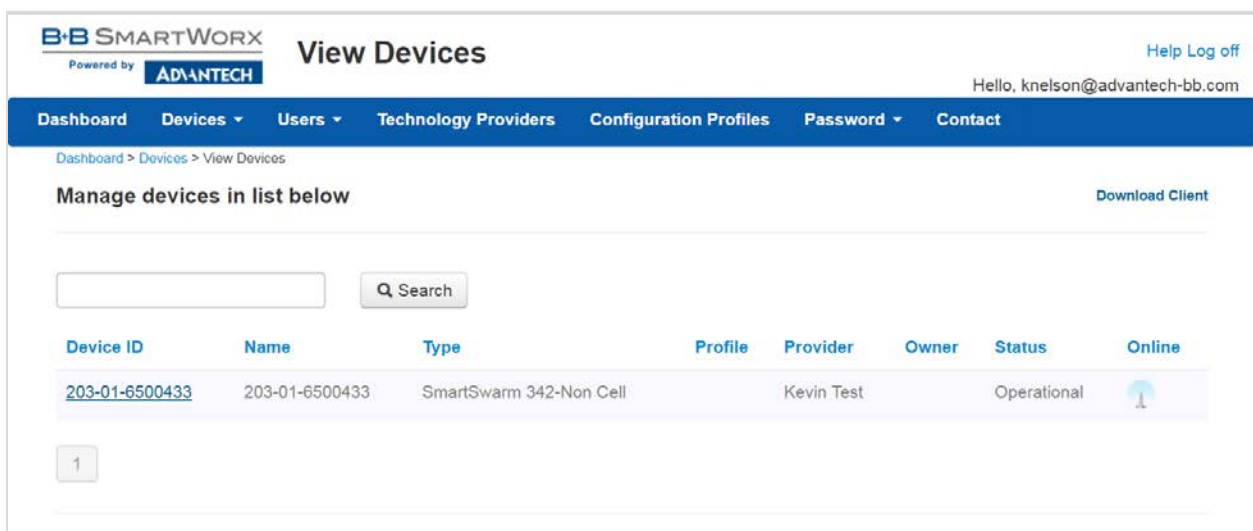 B+B SMARTWORX
Powered by ADVANTECH
View Devices
Help Log off
Hello, knelson@advantech-bb.com
Dashboard Devices Users Technology Providers Configuration Profiles Password Contact
Dashboard > Devices > View Devices
Manage devices in list below
Download Client
Search
Device ID Name Type Profile Provider Owner Status Online
203-01-6500433 203-01-6500433 SmartSwarm 342-Non Cell Kevin Test Operational
1